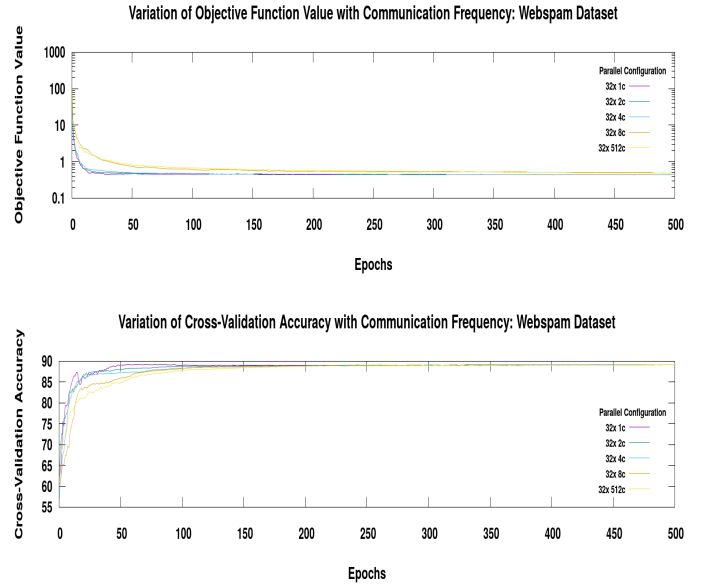 Variation of Objective Function Value with Communication Frequency: Webspam Dataset
Objective Function Value
1000
100
10
1
0.1
Parallel Configuration
32x 1c
32x 2c
32x 4c
32x 8c
32x 512c
0 50 100 150 200 250 300 350 400 450 500
Epochs
Variation of Cross-Validation Accuracy with Communication Frequency: Webspam Dataset
Cross-Validation Accuracy
90
85
80
75
70
65
60
55
Parallel Configuration
32x 1c
32x 2c
32x 4c
32x 8c
32x 512c
0 50 100 150 200 250 300 350 400 450 500
Epochs